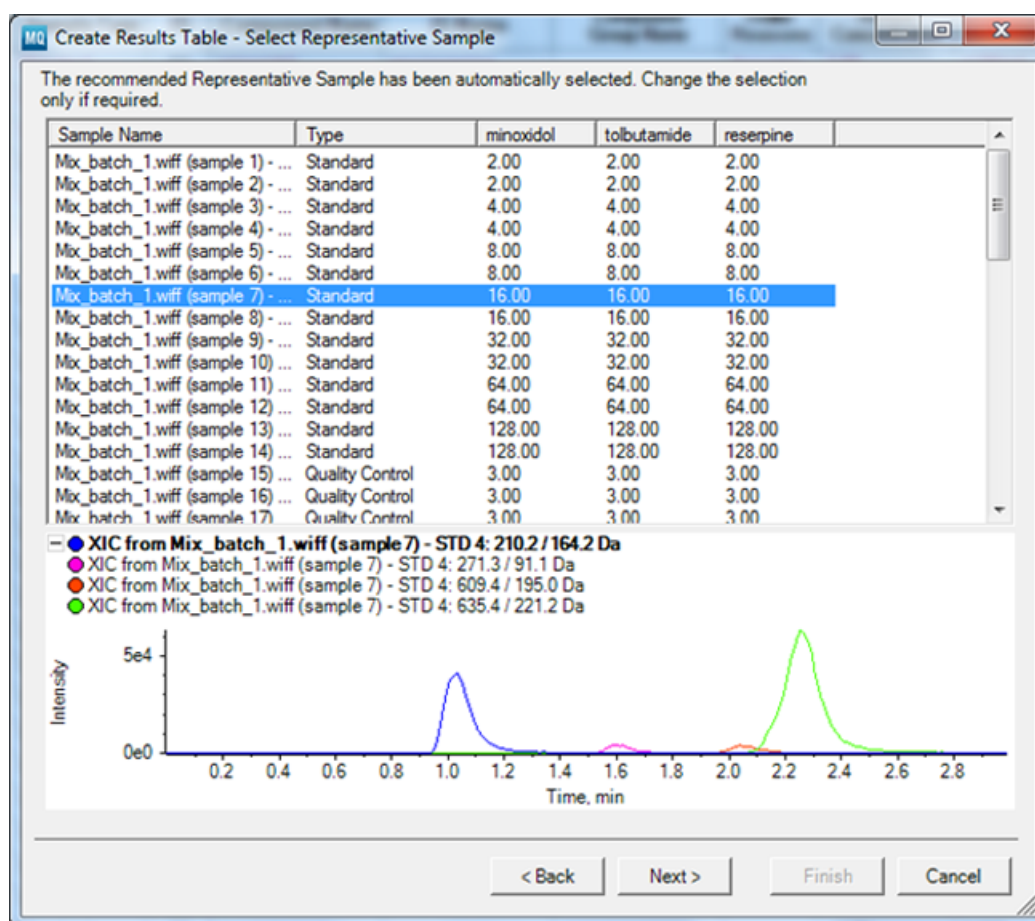 MQ Create Results Table - Select Representative Sample
The recommended Representative Sample has been automatically selected. Change the selection
only if required.
Sample Name Type minoxidol tolbutamide reserpine
Mix_batch_1.wiff (sample 1) - ... Standard 2.00 2.00 2.00
Mix_batch_1.wiff (sample 2) - ... Standard 2.00 2.00 2.00
Mix_batch_1.wiff (sample 3) - ... Standard 4.00 4.00 4.00
Mix_batch_1.wiff (sample 4) - ... Standard 4.00 4.00 4.00
Mix_batch_1.wiff (sample 5) - ... Standard 8.00 8.00 8.00
Mix_batch_1.wiff (sample 6) - ... Standard 8.00 8.00 8.00
Mix_batch_1.wiff (sample 7) - ... Standard 16.00 16.00 16.00
Mix_batch_1.wiff (sample 8) - ... Standard 16.00 16.00 16.00
Mix_batch_1.wiff (sample 9) - ... Standard 32.00 32.00 32.00
Mix_batch_1.wiff (sample 10) ... Standard 32.00 32.00 32.00
Mix_batch_1.wiff (sample 11) ... Standard 64.00 64.00 64.00
Mix_batch_1.wiff (sample 12) ... Standard 64.00 64.00 64.00
Mix_batch_1.wiff (sample 13) ... Standard 128.00 128.00 128.00
Mix_batch_1.wiff (sample 14) ... Standard 128.00 128.00 128.00
Mix_batch_1.wiff (sample 15) ... Quality Control 3.00 3.00 3.00
Mix_batch_1.wiff (sample 16) ... Quality Control 3.00 3.00 3.00
Mix_batch_1.wiff (sample 17) ... Quality Control 3.00 3.00 3.00
XIC from Mix_batch_1.wiff (sample 7) - STD 4: 210.2 / 164.2 Da
XIC from Mix_batch_1.wiff (sample 7) - STD 4: 271.3 / 91.1 Da
XIC from Mix_batch_1.wiff (sample 7) - STD 4: 609.4 / 195.0 Da
XIC from Mix_batch_1.wiff (sample 7) - STD 4: 635.4 / 221.2 Da
5e4
Intensity
0e0
0.2 0.4 0.6 0.8 1.0 1.2 1.4 1.6 1.8 2.0 2.2 2.4 2.6 2.8
Time, min
< Back Next > Finish Cancel